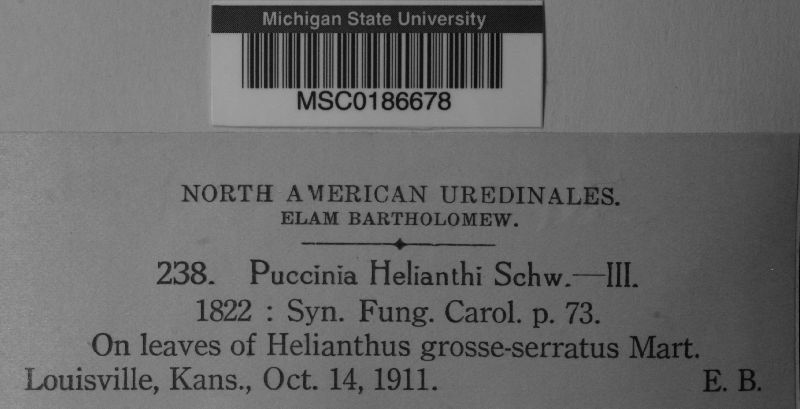 Michigan State University
MSC0186678
NORTH AMERICAN UREDINALES.
ELAM BARTHOLOMEW.
238. Puccinia Helianthi Schw.—III.
1822 : Syn. Fung. Carol. p. 73.
On leaves of Helianthus grosse-serratus Mart.
Louisville, Kans., Oct. 14, 1911. E. B.